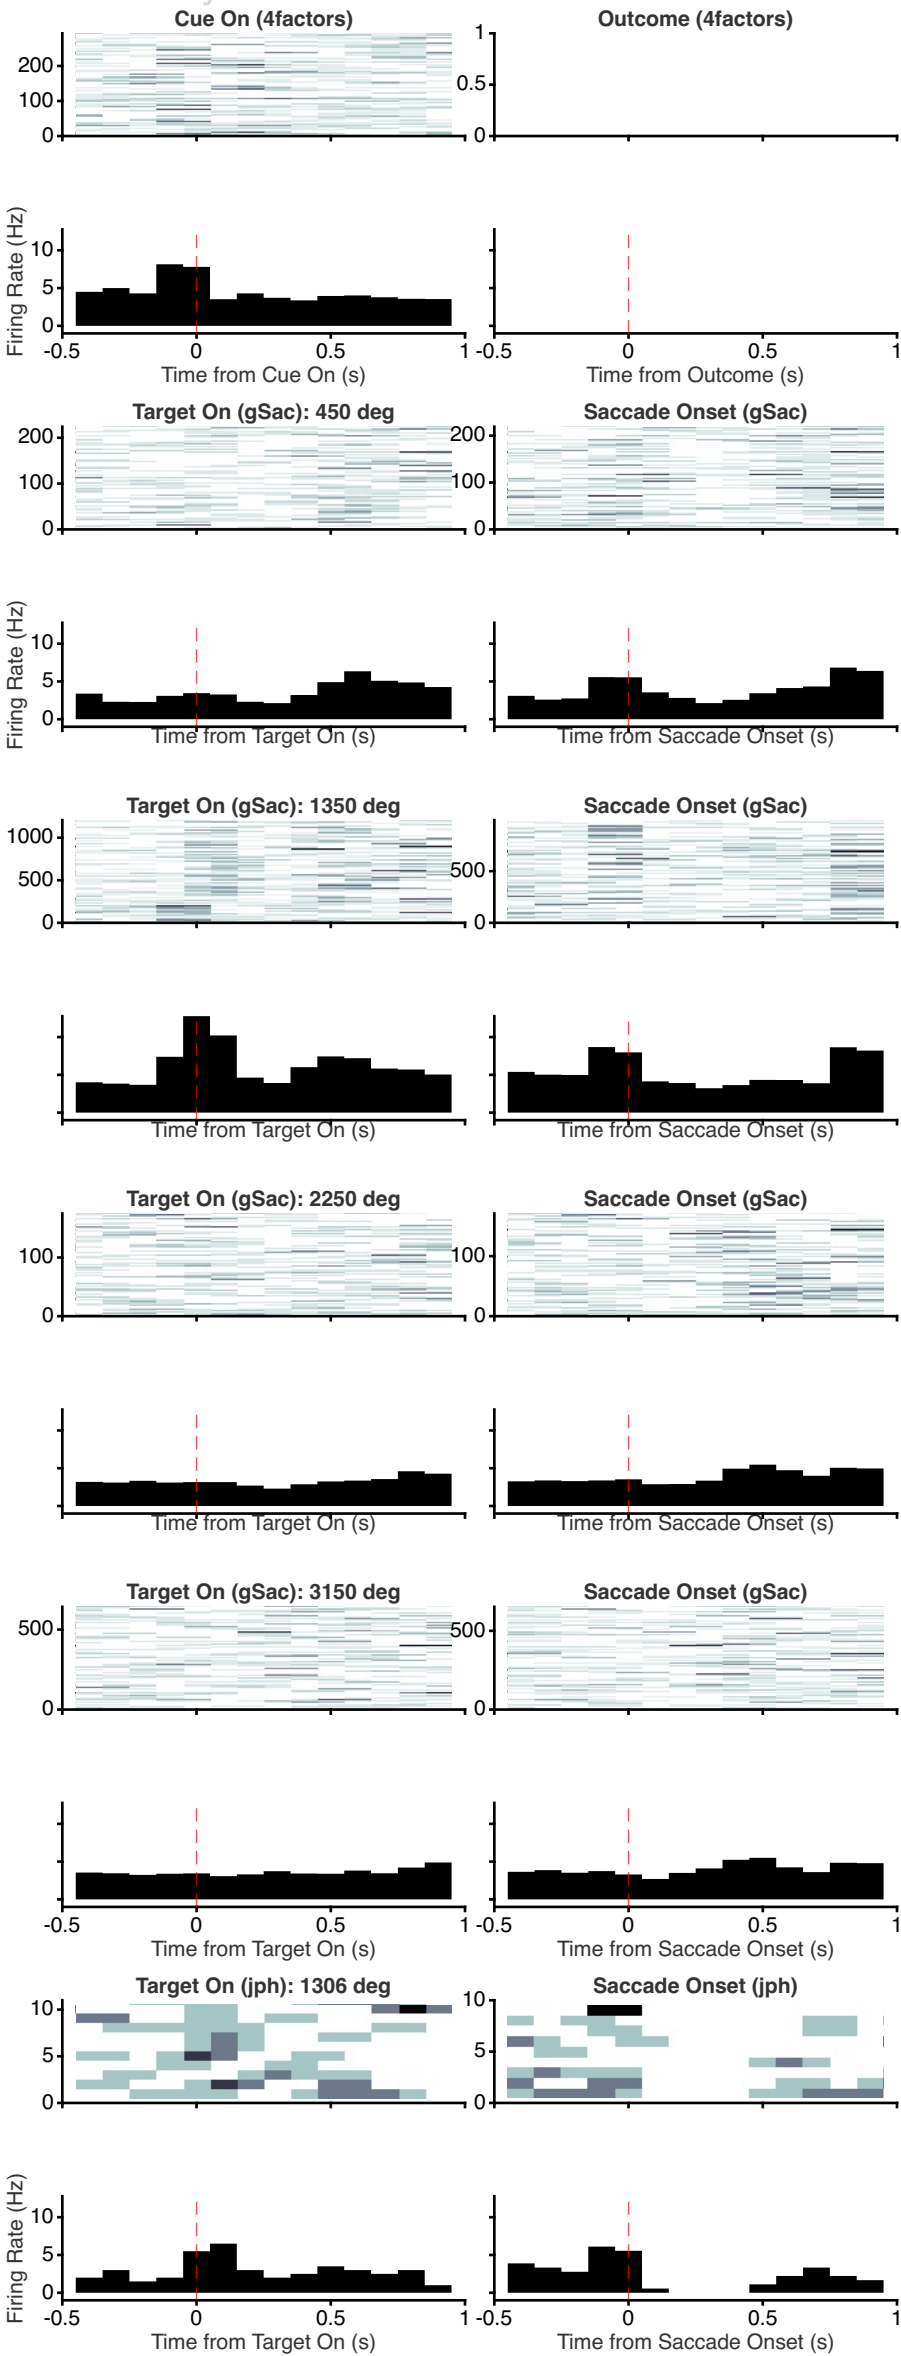 Cue On (4factors) Outcome (4factors)
200
100
0
1
0.5
0
Firing Rate (Hz)
10
5
0
-0.5 0 0.5 1 -0.5 0 0.5 1
Time from Cue On (s) Time from Outcome (s)
Target On (gSac): 450 deg Saccade Onset (gSac)
200
100
0
200
100
0
Firing Rate (Hz)
10
5
0
Time from Target On (s) Time from Saccade Onset (s)
Target On (gSac): 1350 deg Saccade Onset (gSac)
1000
500
0
500
0
Time from Target On (s) Time from Saccade Onset (s)
Target On (gSac): 2250 deg Saccade Onset (gSac)
100
0
100
0
Time from Target On (s) Time from Saccade Onset (s)
Target On (gSac): 3150 deg Saccade Onset (gSac)
500
0
500
0
-0.5 0 0.5 1 -0.5 0 0.5 1
Time from Target On (s) Time from Saccade Onset (s)
Target On (jph): 1306 deg Saccade Onset (jph)
10
5
0
10
5
0
Firing Rate (Hz)
10
5
0
-0.5 0 0.5 1 -0.5 0 0.5 1
Time from Target On (s) Time from Saccade Onset (s)